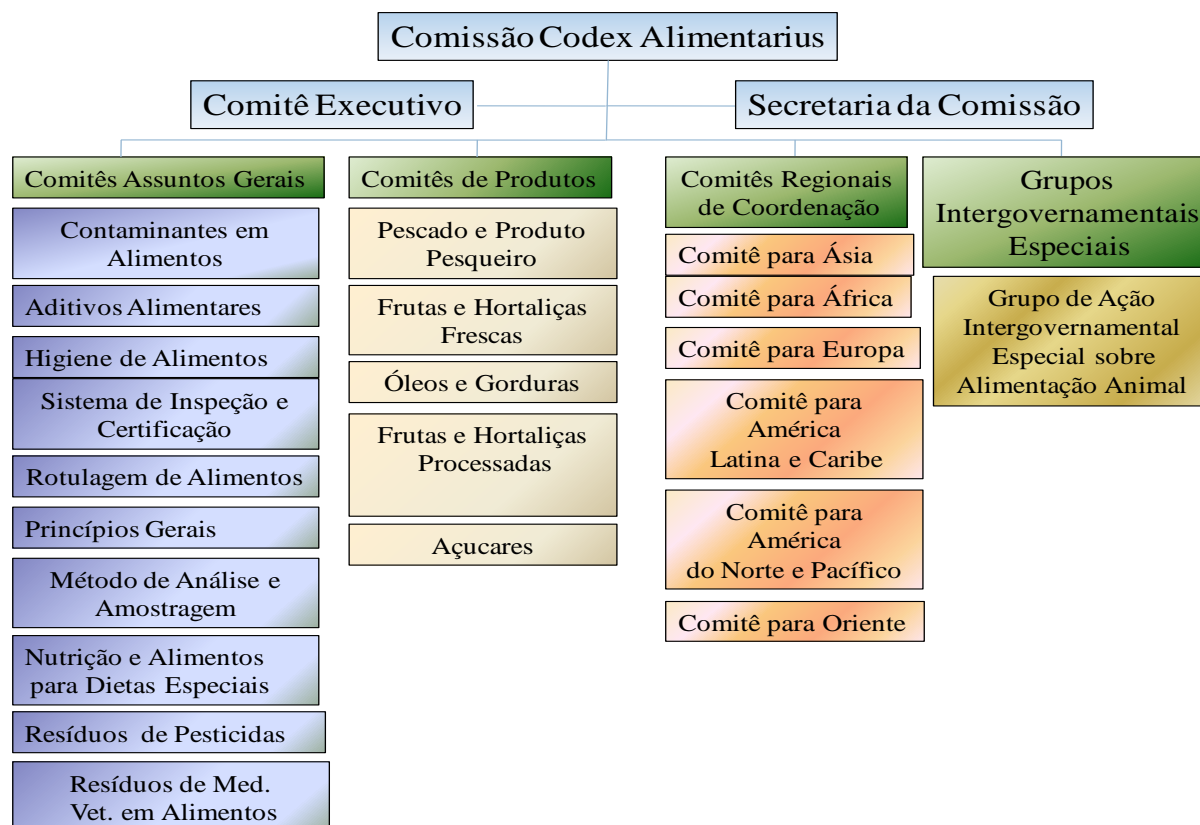 Comissão Codex Alimentarius
Comitê Executivo
Secretaria da Comissão
Comitês Assuntos Gerais
Contaminantes em
Alimentos
Aditivos Alimentares
Higiene de Alimentos
Sistema de Inspeção e
Certificação
Rotulagem de Alimentos
Princípios Gerais
Método de Análise e
Amostragem
Nutrição e Alimentos
para Dietas Especiais
Resíduos de Pesticidas
Resíduos de Med.
Vet. em Alimentos
Comitês de Produtos
Pescado e Produto
Pesqueiro
Frutas e Hortaliças
Frescas
Óleos e Gorduras
Frutas e Hortaliças
Processadas
Açucares
Comitês Regionais
de Coordenação
Comitê para Ásia
Comitê para África
Comitê para Europa
Comitê para
América
Latina e Caribe
Comitê para
América
do Norte e Pacífico
Comitê para Oriente
Grupos
Intergovernamentais
Especiais
Grupo de Ação
Intergovernamental
Especial sobre
Alimentação Animal